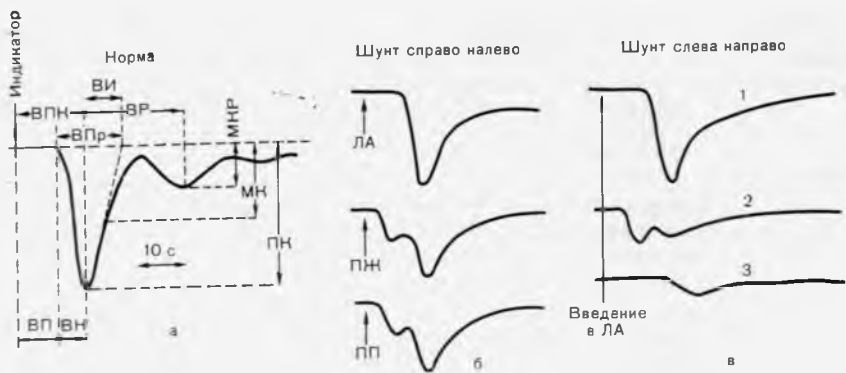 Индикатор
Норма
ВИ
ВПК
ВР
ВПр
МКР
МК
ПК
10 с
ВП
ВН
а
Шунт справо налево
ЛА
ПЖ
ПП
б
Шунт слева направо
1
2
3
Введение
в ЛА
в